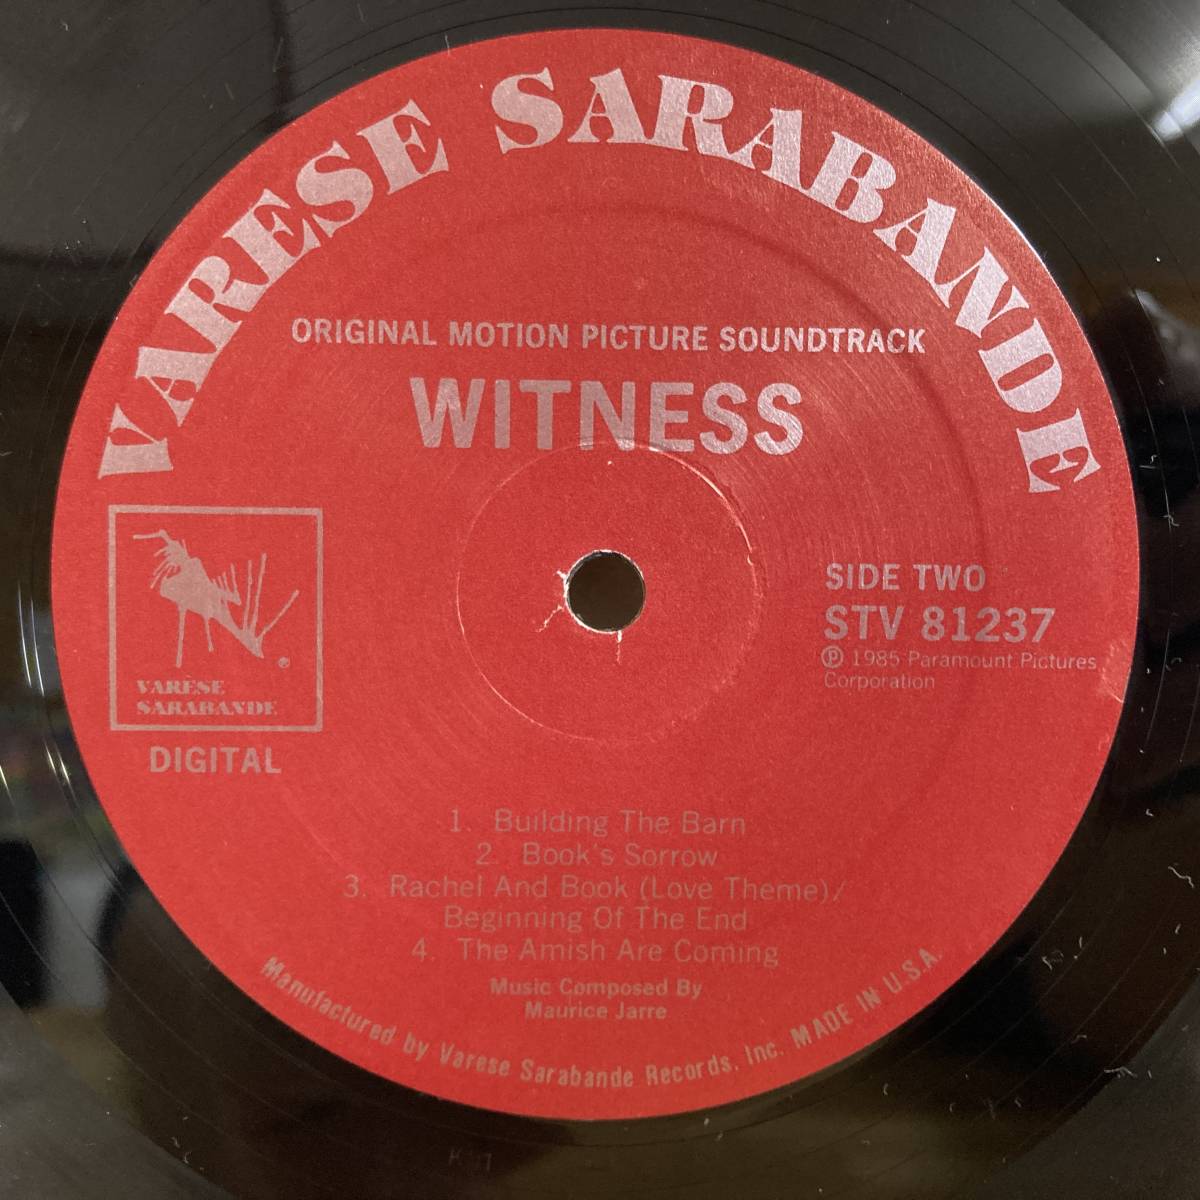 VARESE SARABANDE
ORIGINAL MOTION PICTURE SOUNDTRACK
WITNESS
VARESE
SARABANDE
®
DIGITAL
SIDE TWO
STV 81237
Ⓟ 1985 Paramount Pictures
Corporation
1. Building The Barn
2. Book's Sorrow
3. Rachel And Book (Love Theme)/
Beginning Of The End
4. The Amish Are Coming
Music Composed By
Maurice Jarre
Manufactured by Varese Sarabande Records, Inc. MADE IN U.S.A.